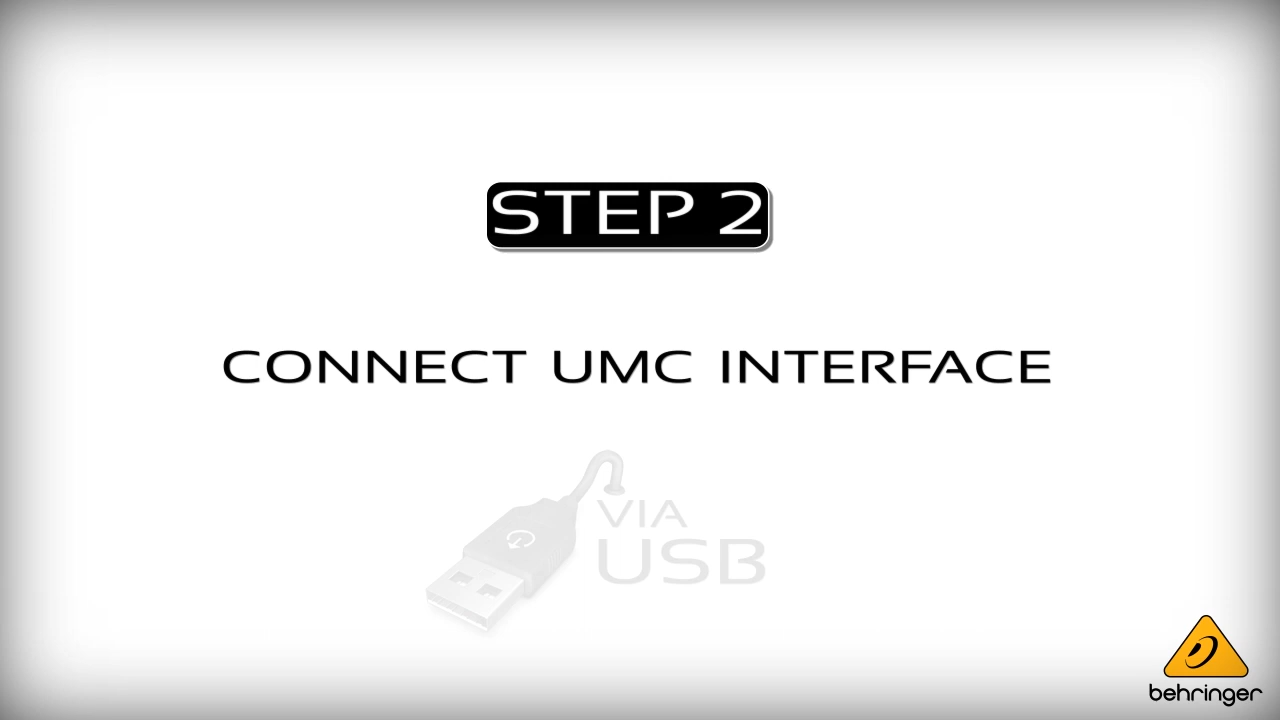 STEP 2
CONNECT UMC INTERFACE
VIA
USB
behringer